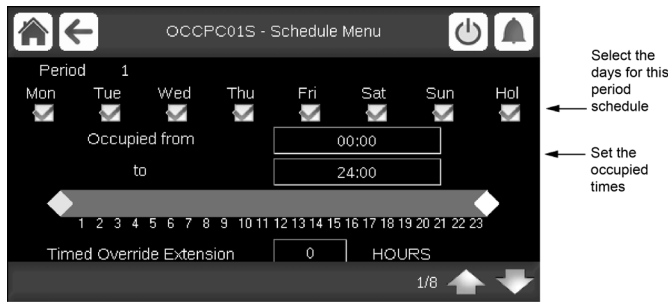 OCCPC01S - Schedule Menu
Period 1
Mon Tue Wed Thu Fri Sat Sun Hol
Occupied from 00:00
to 24:00
1 2 3 4 5 6 7 8 9 10 11 12 13 14 15 16 17 18 19 20 21 22 23
Timed Override Extension 0 HOURS
1/8
Select the
days for this
period
schedule
Set the
occupied
times